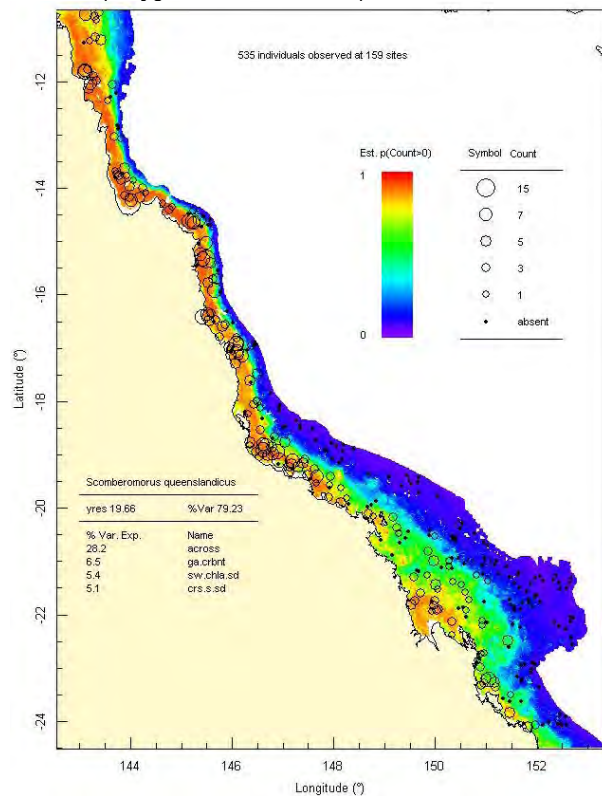 535 individuals observed at 159 sites
Est. p(Count>0)
1
0
Symbol Count
15
7
5
3
1
absent
Latitude (°)
-12
-14
-16
-18
-20
-22
-24
Scomberomorus queenslandicus
yres 19.66 %Var 79.23
% Var. Exp. Name
28.2 across
6.5 ga.crbnt
5.4 sw.chla.sd
5.1 crs.s.sd
144 146 148 150 152
Longitude (°)